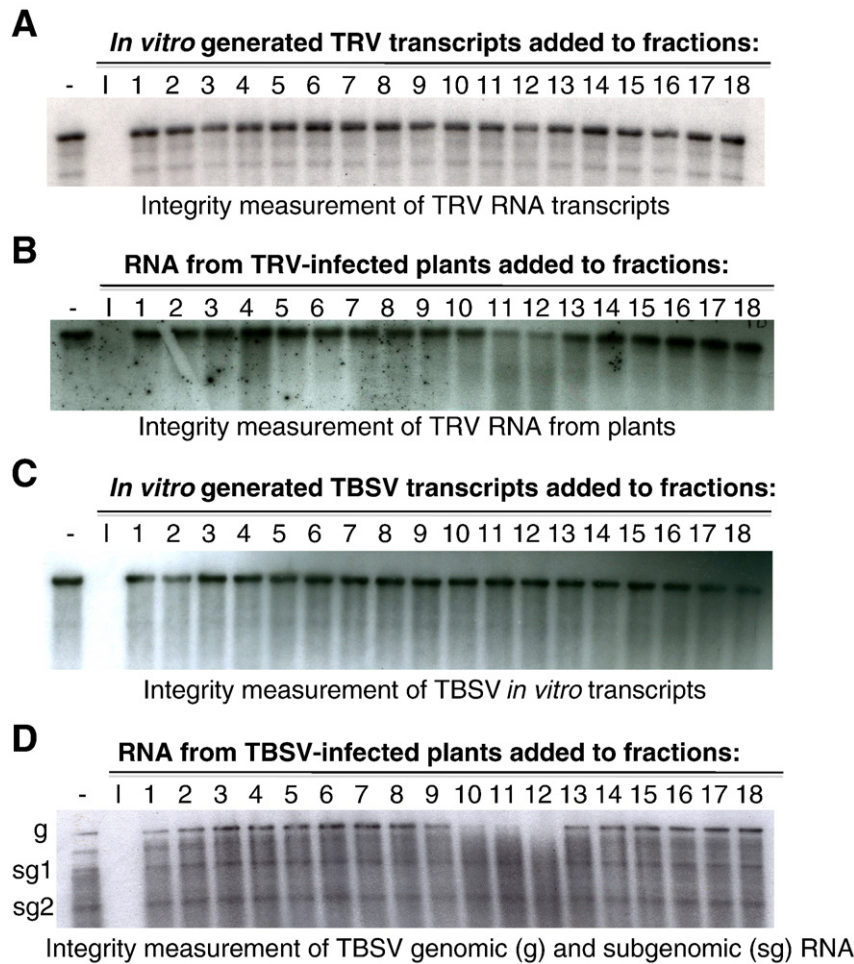 A
In vitro generated TRV transcripts added to fractions:
- I 1 2 3 4 5 6 7 8 9 10 11 12 13 14 15 16 17 18
Integrity measurement of TRV RNA transcripts
B
RNA from TRV-infected plants added to fractions:
- I 1 2 3 4 5 6 7 8 9 10 11 12 13 14 15 16 17 18
Integrity measurement of TRV RNA from plants
C
In vitro generated TBSV transcripts added to fractions:
- I 1 2 3 4 5 6 7 8 9 10 11 12 13 14 15 16 17 18
Integrity measurement of TBSV in vitro transcripts
D
RNA from TBSV-infected plants added to fractions:
- I 1 2 3 4 5 6 7 8 9 10 11 12 13 14 15 16 17 18
g
sg1
sg2
Integrity measurement of TBSV genomic (g) and subgenomic (sg) RNA